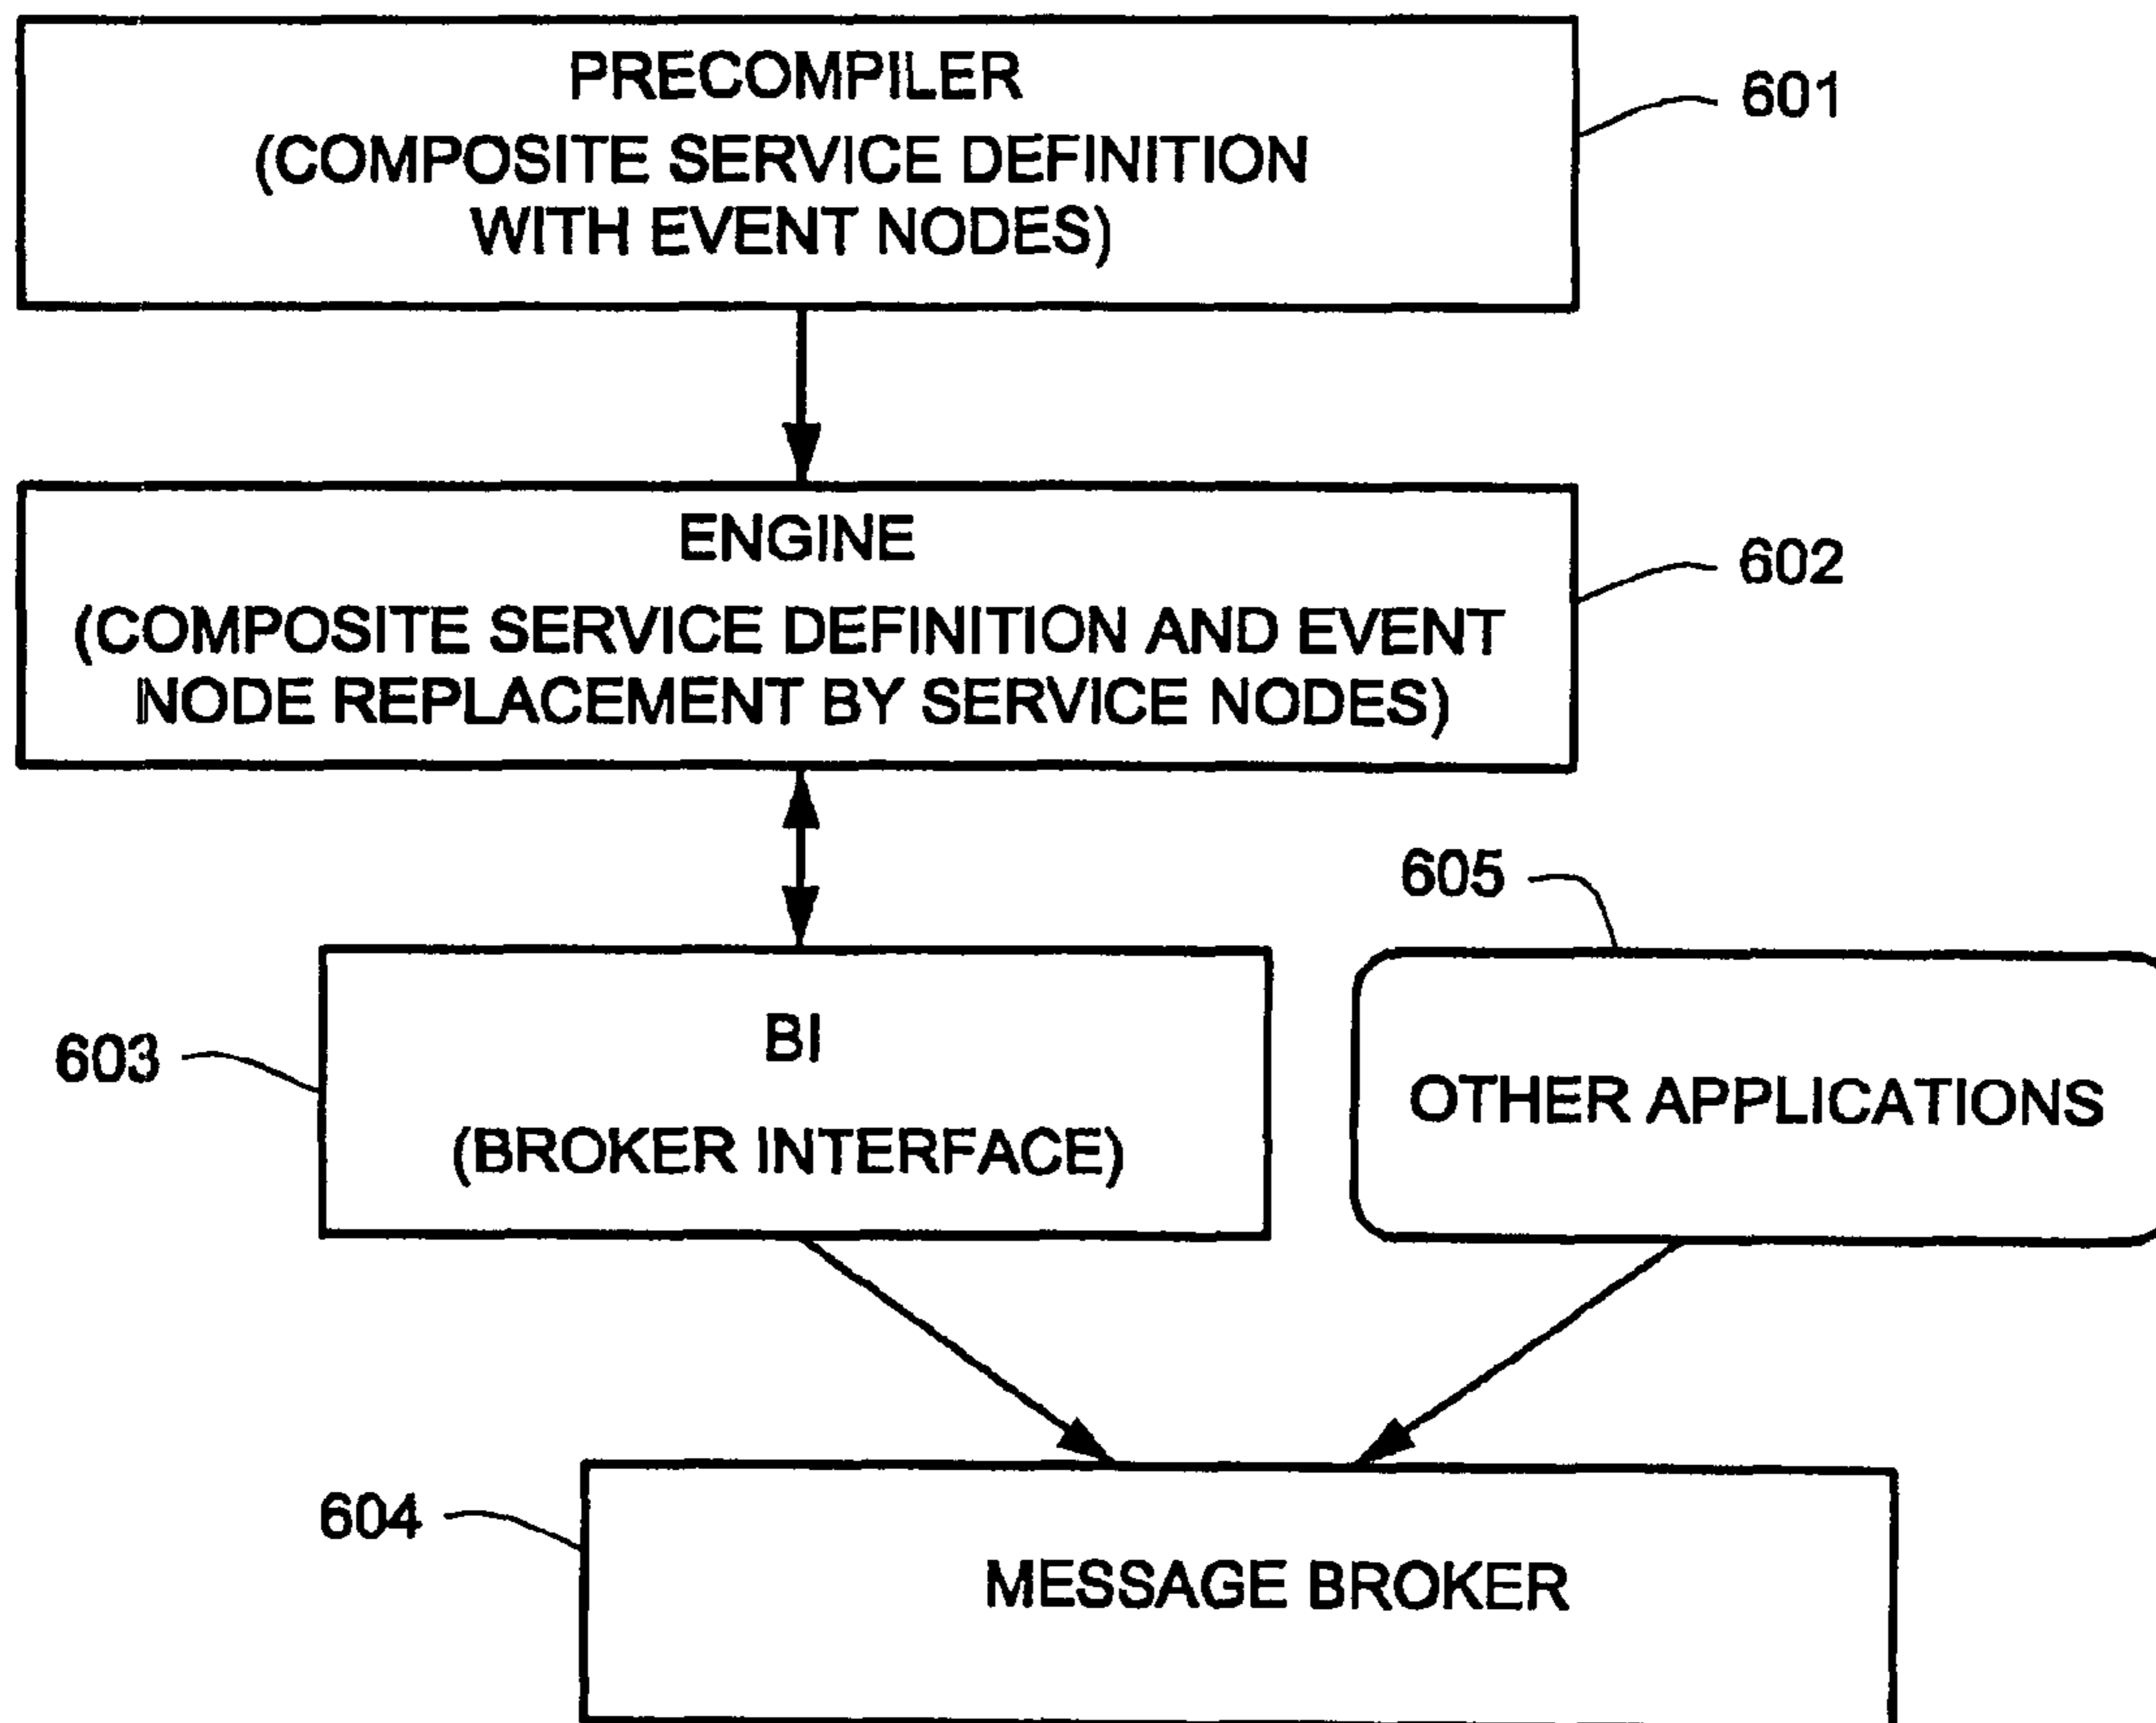 PRECOMPILER
(COMPOSITE SERVICE DEFINITION
WITH EVENT NODES)
601
ENGINE
(COMPOSITE SERVICE DEFINITION AND EVENT
NODE REPLACEMENT BY SERVICE NODES)
602
605
603
BI
(BROKER INTERFACE)
OTHER APPLICATIONS
604
MESSAGE BROKER